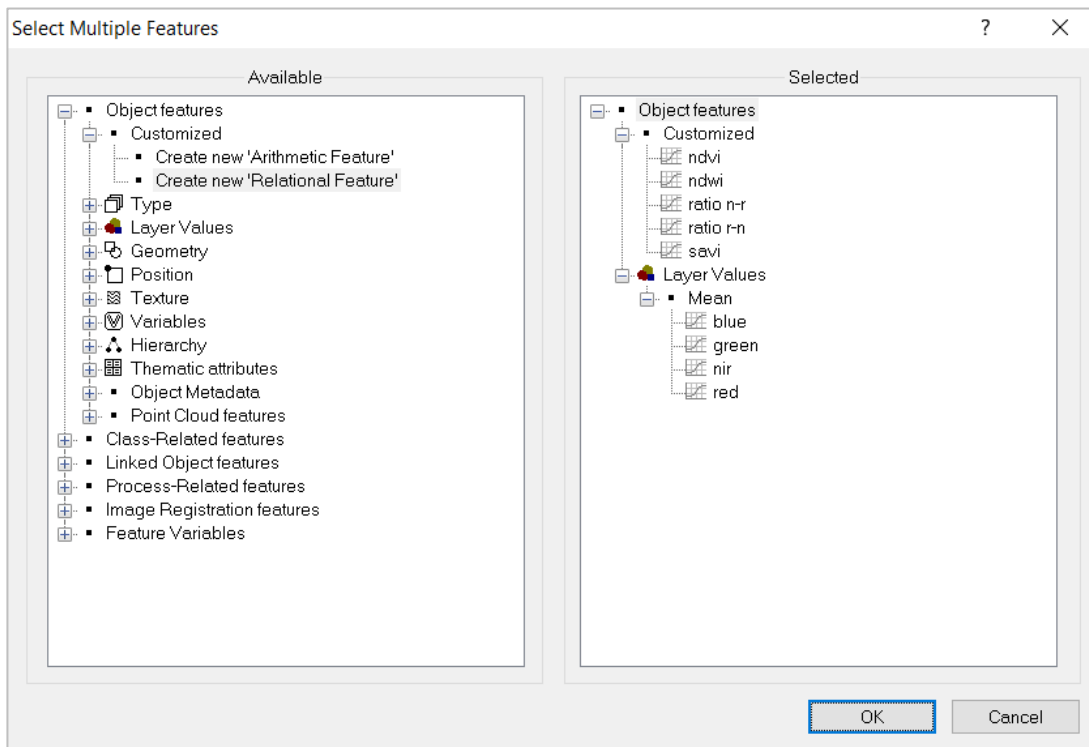 Select Multiple Features
?
Available
Object features
Customized
Create new 'Arithmetic Feature'
Create new 'Relational Feature'
Type
Layer Values
Geometry
Position
Texture
Variables
Hierarchy
Thematic attributes
Object Metadata
Point Cloud features
Class-Related features
Linked Object features
Process-Related features
Image Registration features
Feature Variables
Selected
Object features
Customized
ndvi
ndwi
ratio n-r
ratio r-n
savi
Layer Values
Mean
blue
green
nir
red
OK
Cancel